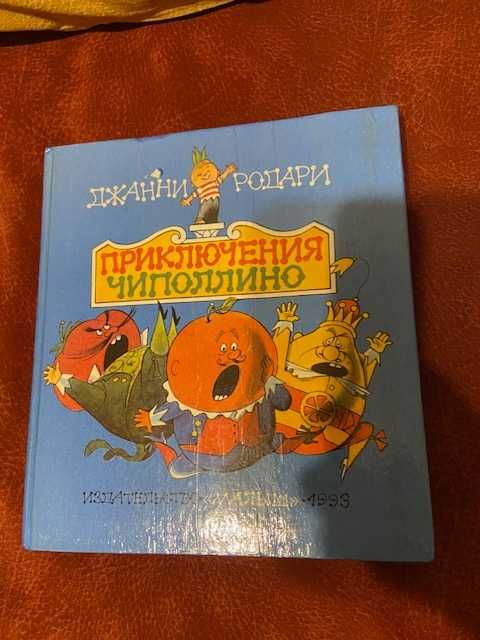 ДЖАННИ РОДАРИ
ПРИКЛЮЧЕНИЯ
ЧИПОЛЛИНО
ИЗДАТЕЛЬСТВО «МАЛЫШ» 1993